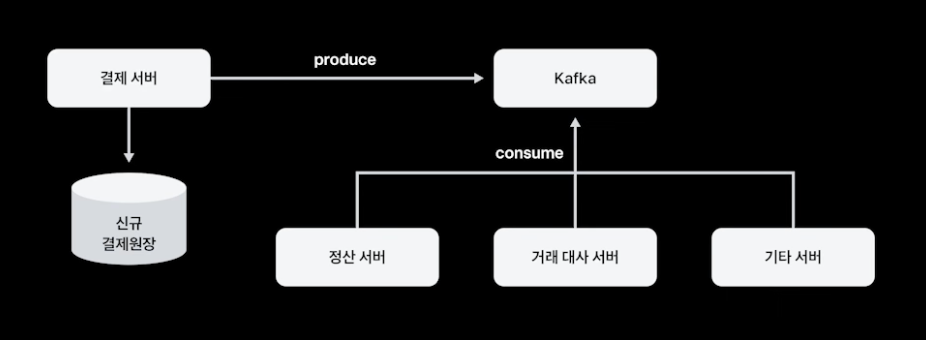 produce
결제 서버
Kafka
consume
신규
결제원장
정산 서버
거래 대사 서버
기타 서버